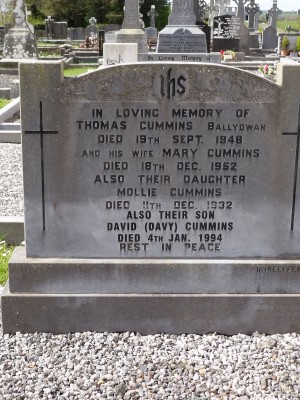 IHS
IN LOVING MEMORY OF
THOMAS CUMMINS BALLYOWAN
DIED 19TH SEPT. 1948
AND HIS WIFE MARY CUMMINS
DIED 18TH DEC. 1952
ALSO THEIR DAUGHTER
MOLLIE CUMMINS
DIED 11TH DEC. 1932
ALSO THEIR SON
DAVID (DAVY) CUMMINS
DIED 4TH JAN. 1994
REST IN PEACE